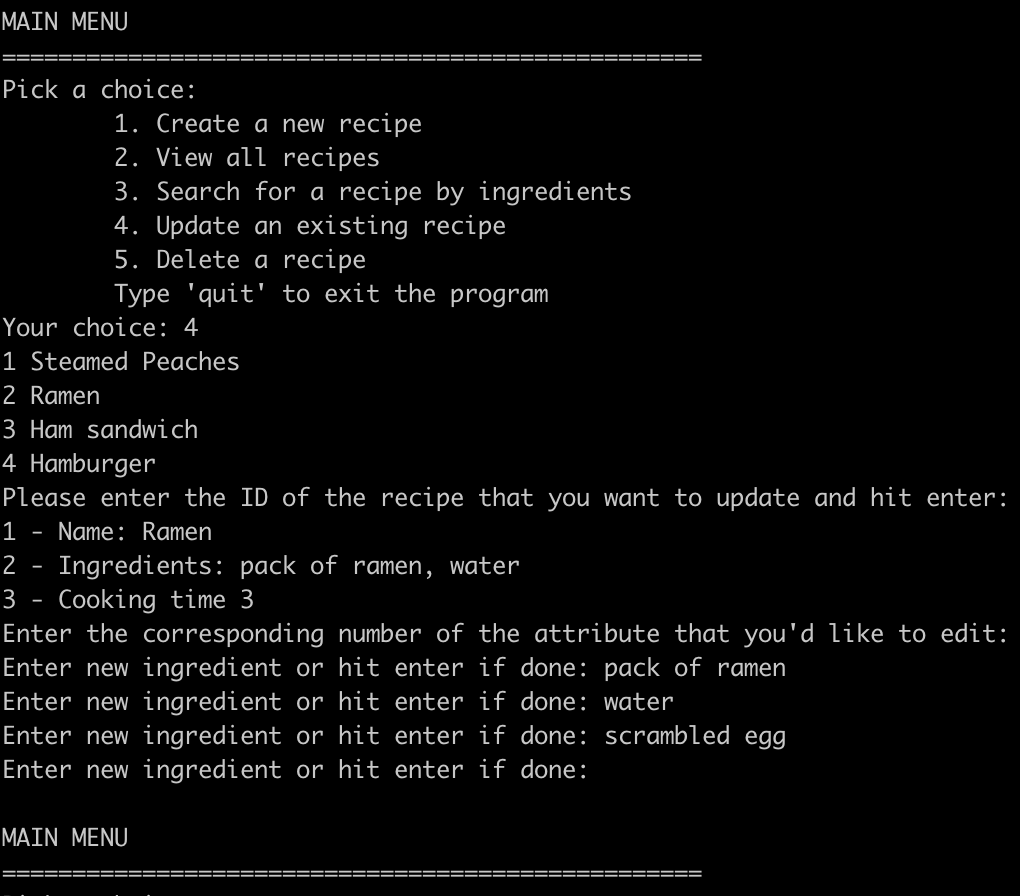 MAIN MENU
==================================================
Pick a choice:
1. Create a new recipe
2. View all recipes
3. Search for a recipe by ingredients
4. Update an existing recipe
5. Delete a recipe
Type 'quit' to exit the program
Your choice: 4
1 Steamed Peaches
2 Ramen
3 Ham sandwich
4 Hamburger
Please enter the ID of the recipe that you want to update and hit enter:
1 - Name: Ramen
2 - Ingredients: pack of ramen, water
3 - Cooking time 3
Enter the corresponding number of the attribute that you'd like to edit:
Enter new ingredient or hit enter if done: pack of ramen
Enter new ingredient or hit enter if done: water
Enter new ingredient or hit enter if done: scrambled egg
Enter new ingredient or hit enter if done:
MAIN MENU
==================================================